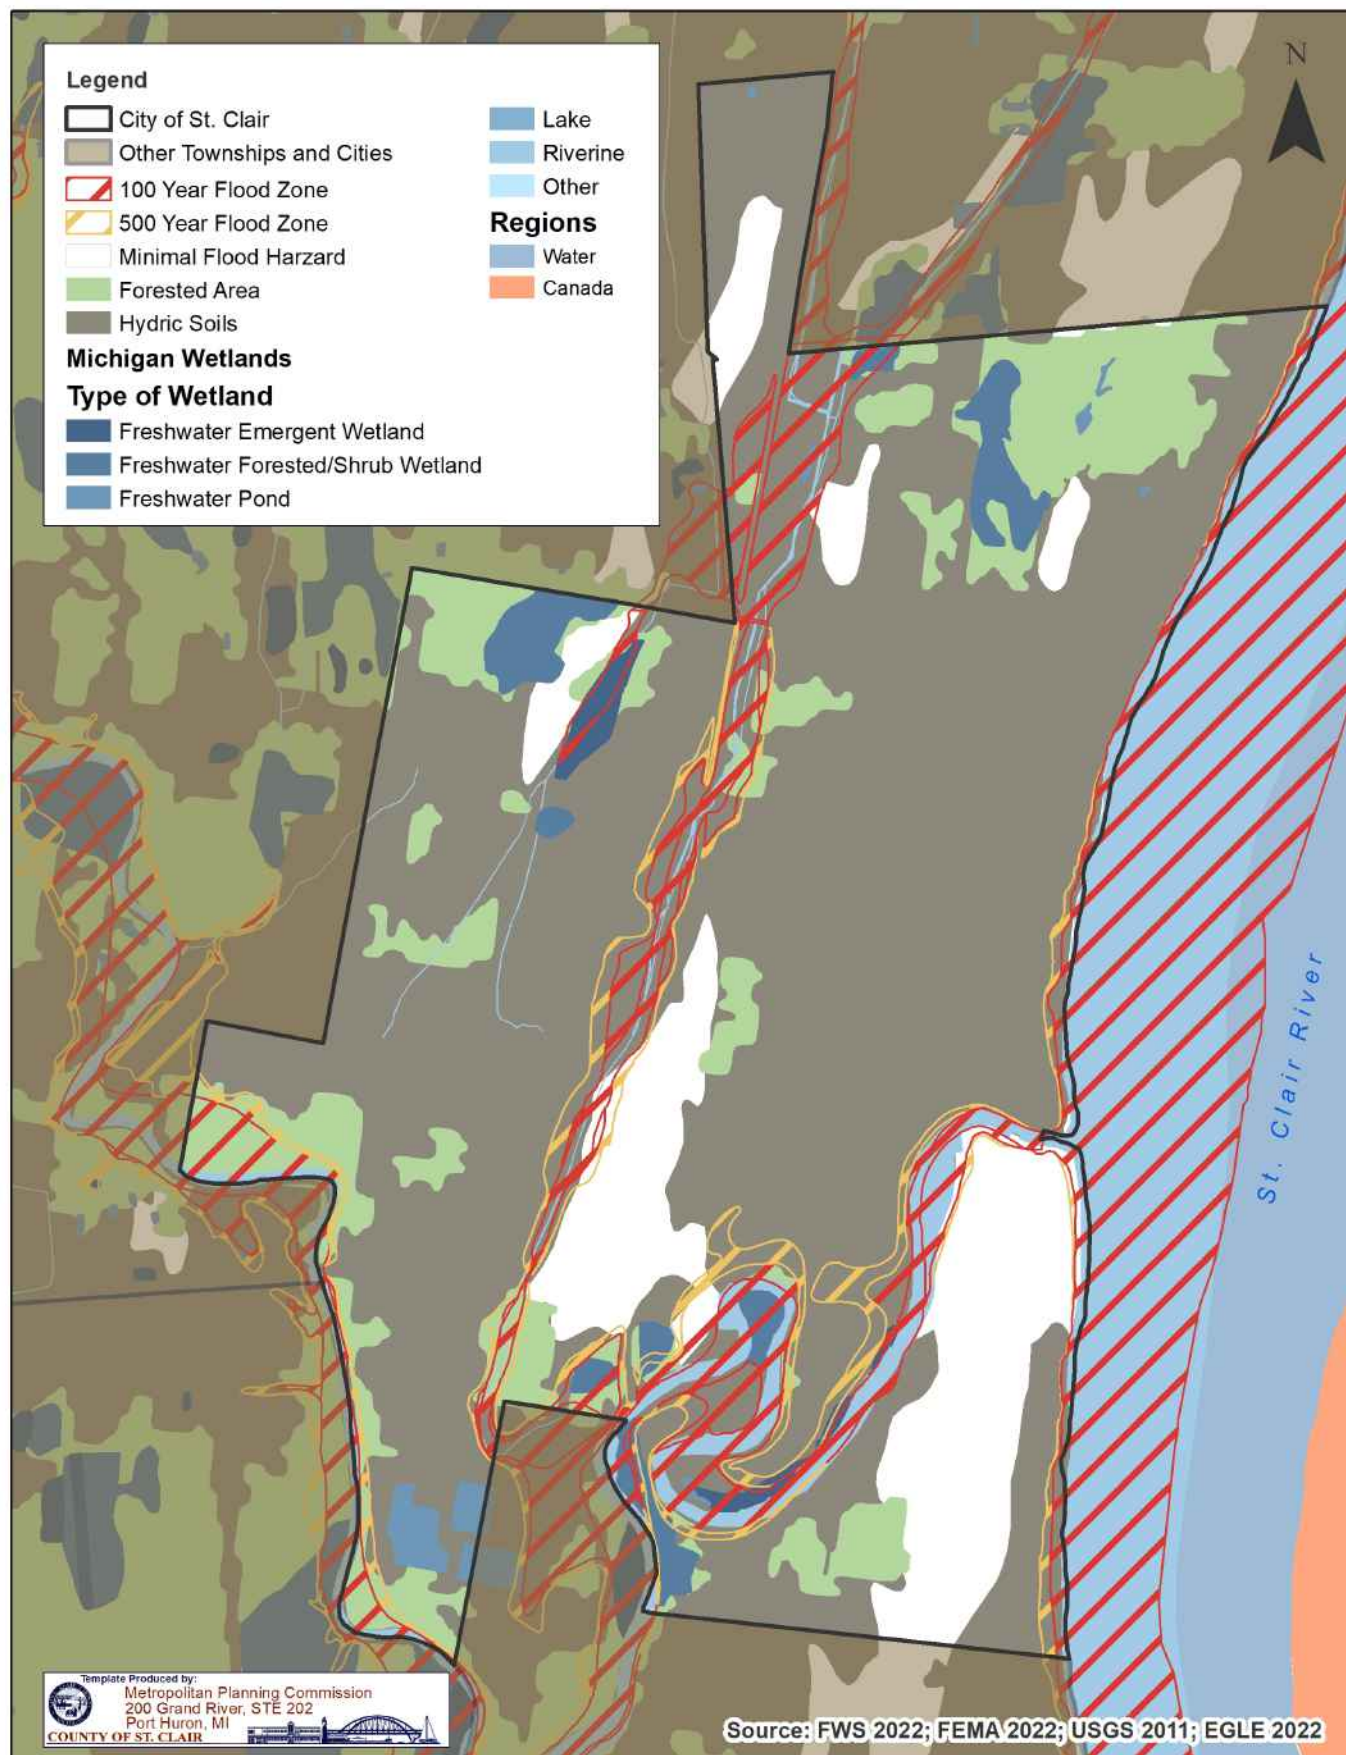 Legend
City of St. Clair
Other Townships and Cities
100 Year Flood Zone
500 Year Flood Zone
Minimal Flood Harzard
Forested Area
Hydric Soils
Michigan Wetlands
Type of Wetland
Freshwater Emergent Wetland
Freshwater Forested/Shrub Wetland
Freshwater Pond
Lake
Riverine
Other
Regions
Water
Canada
N
St. Clair River
Template Produced by:
Metropolitan Planning Commission
200 Grand River, STE 202
Port Huron, MI
COUNTY OF ST. CLAIR
Source: FWS 2022; FEMA 2022; USGS 2011; EGLE 2022